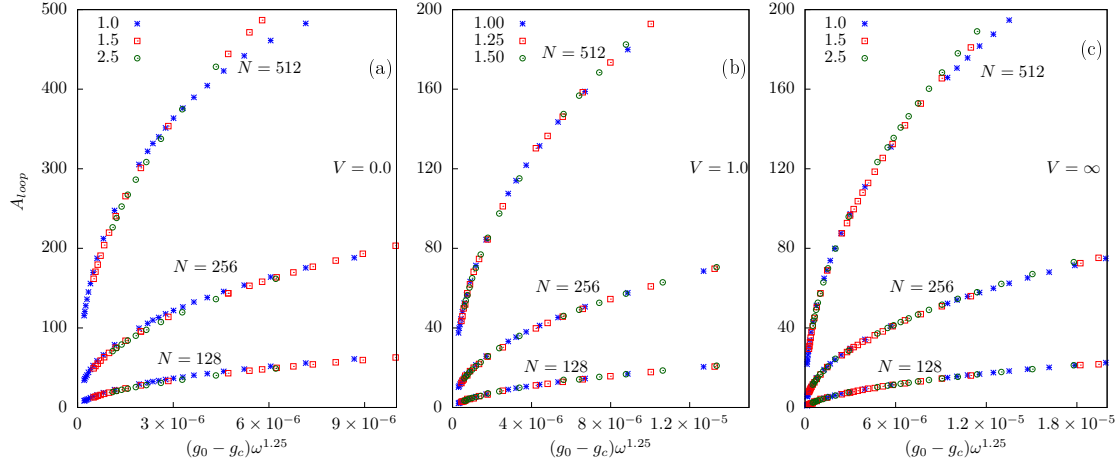 A_{loop}
500
400
300
200
100
0
1.0
1.5
2.5
(a)
N = 512
V = 0.0
N = 256
N = 128
0 3×10^{-6} 6×10^{-6} 9×10^{-6}
(g_0 − g_c)ω^{1.25}
200
160
120
80
40
0
1.00
1.25
1.50
N = 512
(b)
V = 1.0
N = 256
N = 128
0 4×10^{-6} 8×10^{-6} 1.2×10^{-5}
(g_0 − g_c)ω^{1.25}
200
160
120
80
40
0
1.0
1.5
2.5
(c)
N = 512
V = ∞
N = 256
N = 128
0 6×10^{-6} 1.2×10^{-5} 1.8×10^{-5}
(g_0 − g_c)ω^{1.25}